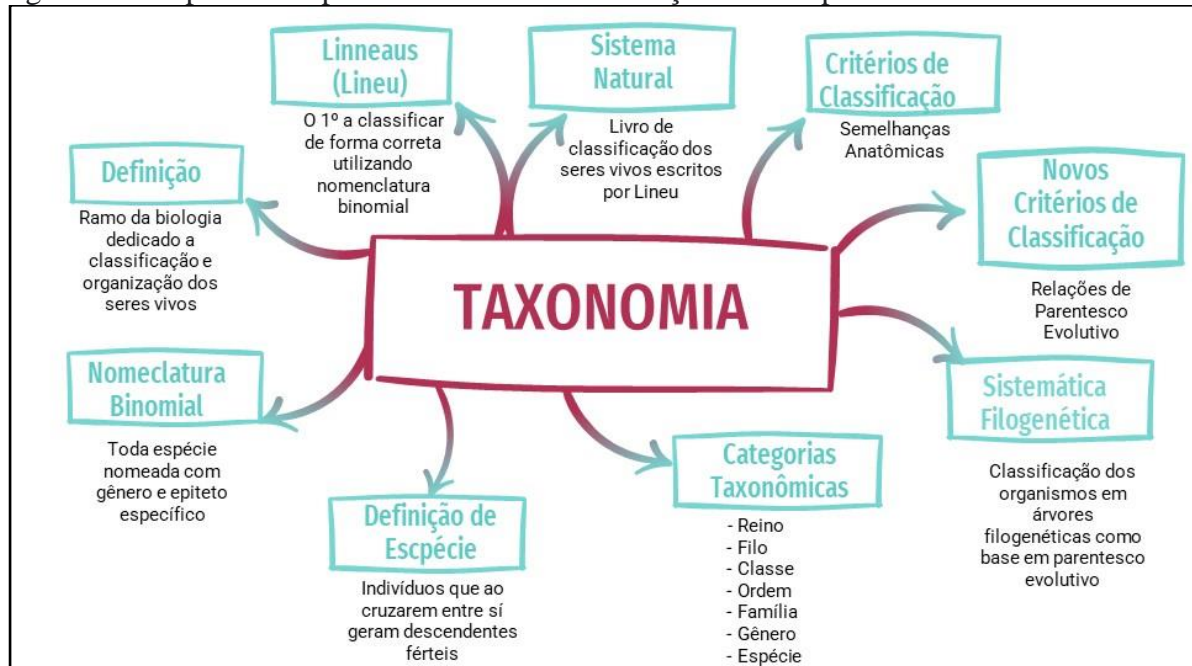 Linneaus
(Lineu)
O 1º a classificar
de forma correta
utilizando
nomenclatura
binomial
Sistema
Natural
Livro de
classificação dos
seres vivos escritos
por Lineu
Critérios de
Classificação
Semelhanças
Anatômicas
Definição
Ramo da biologia
dedicado a
classificação e
organização dos
seres vivos
Novos
Critérios de
Classificação
Relações de
Parentesco
Evolutivo
TAXONOMIA
Nomeclatura
Binomial
Toda espécie
nomeada com
gênero e epiteto
específico
Definição de
Escpécie
Indivíduos que ao
cruzarem entre sí
geram descendentes
férteis
Categorias
Taxonômicas
- Reino
- Filo
- Classe
- Ordem
- Família
- Gênero
- Espécie
Sistemática
Filogenética
Classificação dos
organismos em
árvores
filogenéticas como
base em parentesco
evolutivo